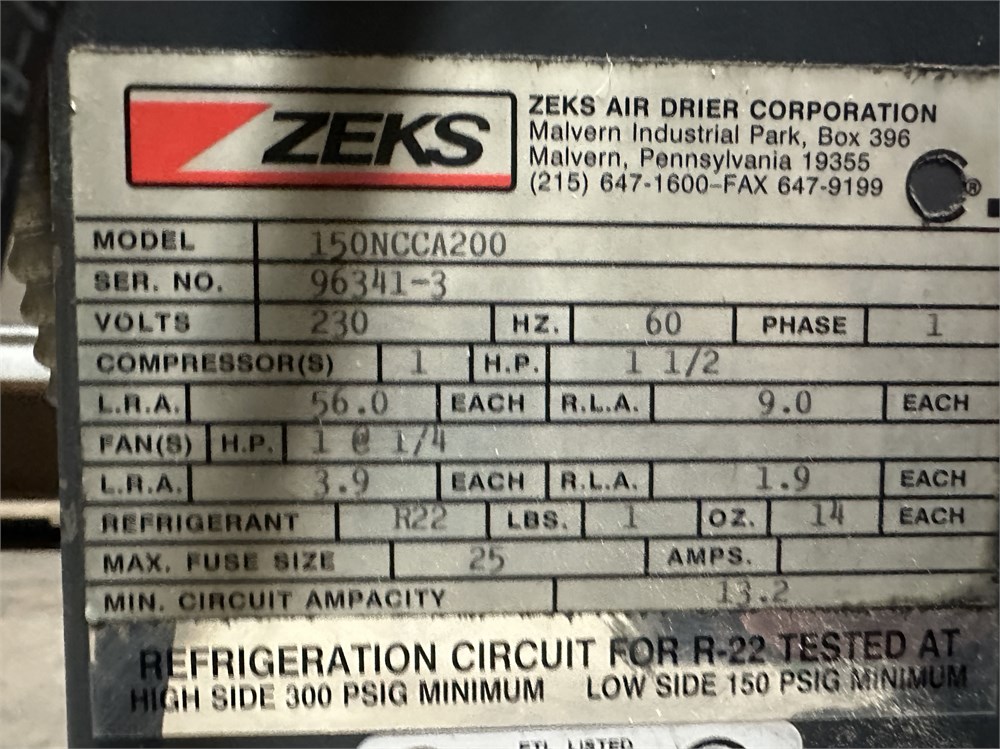 ZEKS
ZEKS AIR DRIER CORPORATION
Malvern Industrial Park, Box 396
Malvern, Pennsylvania 19355
(215) 647-1600-FAX 647-9199
®
MODEL 150NCCA200
SER. NO. 96341-3
VOLTS 230 HZ. 60 PHASE 1
COMPRESSOR(S) 1 H.P. 1 1/2
L.R.A. 56.0 EACH R.L.A. 9.0 EACH
FAN(S) H.P. 1 @ 1/4
L.R.A. 3.9 EACH R.L.A. 1.9 EACH
REFRIGERANT R22 LBS. 1 OZ. 14 EACH
MAX. FUSE SIZE 25 AMPS.
MIN. CIRCUIT AMPACITY 13.2
REFRIGERATION CIRCUIT FOR R-22 TESTED AT
HIGH SIDE 300 PSIG MINIMUM LOW SIDE 150 PSIG MINIMUM
ETL LISTED